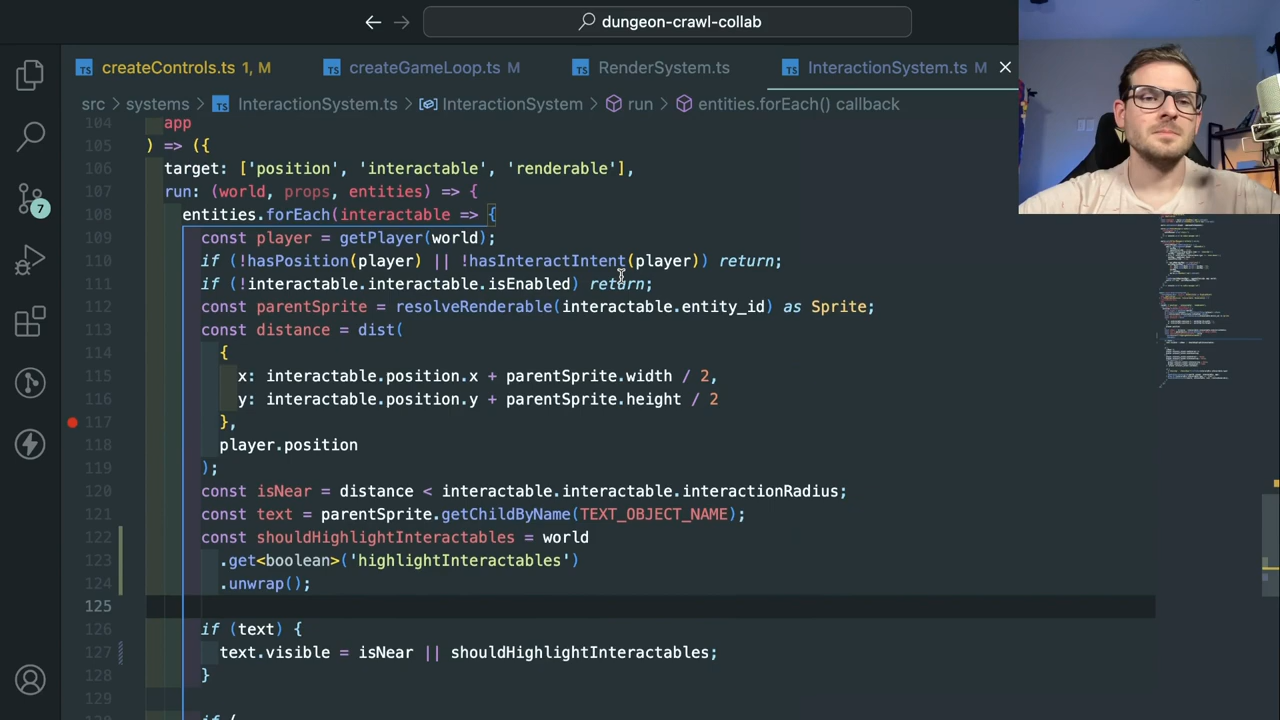 dungeon-crawl-collab
createControls.ts 1, M
createGameLoop.ts M
RenderSystem.ts
InteractionSystem.ts M
src > systems > InteractionSystem.ts > InteractionSystem > run > entities.forEach() callback
104 app
105 ) => ({
106 target: ['position', 'interactable', 'renderable'],
107 run: (world, props, entities) => {
108 entities.forEach(interactable => {
109 const player = getPlayer(world);
110 if (!hasPosition(player) || InteractIntent(player)) return;
111 if (!interactable.interactable.isEnabled) return;
112 const parentSprite = resolveRenderable(interactable.entity_id) as Sprite;
113 const distance = dist(
114 {
115 x: interactable.position.x + parentSprite.width / 2,
116 y: interactable.position.y + parentSprite.height / 2
117 },
118 player.position
119 );
120 const isNear = distance < interactable.interactable.interactionRadius;
121 const text = parentSprite.getChildByName(TEXT_OBJECT_NAME);
122 const shouldHighlightInteractables = world
123 .get<boolean>('highlightInteractables')
124 .unwrap();
125
126 if (text) {
127 text.visible = isNear || shouldHighlightInteractables;
128 }
129
7